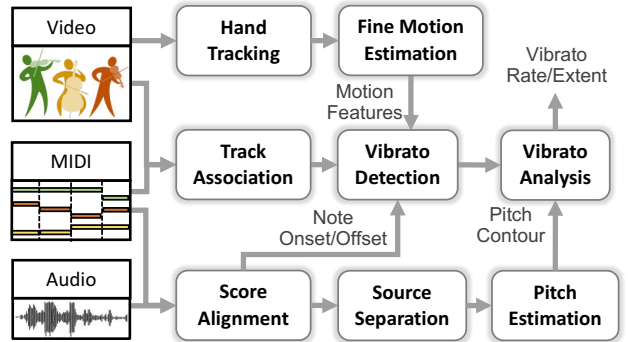 Video
Hand
Tracking
Fine Motion
Estimation
Vibrato
Rate/Extent
Motion
Features
MIDI
Track
Association
Vibrato
Detection
Vibrato
Analysis
Note
Onset/Offset
Pitch
Contour
Audio
Score
Alignment
Source
Separation
Pitch
Estimation